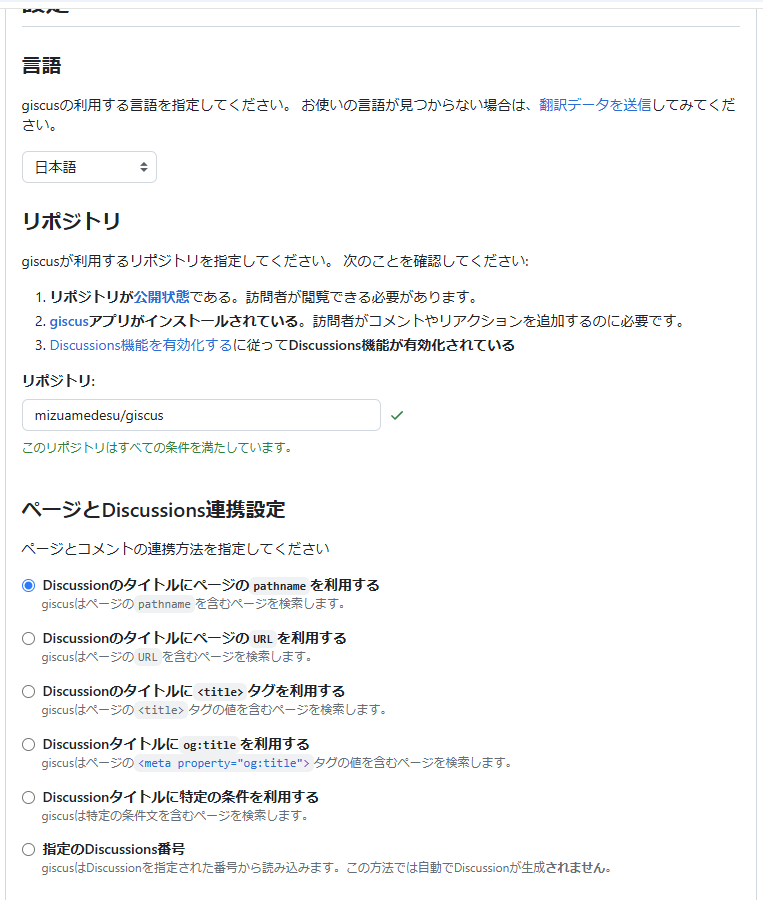 設定
言語
giscusの利用する言語を指定してください。 お使いの言語が見つからない場合は、翻訳データを送信してみてくだ
さい。
日本語
リポジトリ
giscusが利用するリポジトリを指定してください。 次のことを確認してください:
1. リポジトリが公開状態である。訪問者が閲覧できる必要があります。
2. giscusアプリがインストールされている。訪問者がコメントやリアクションを追加するのに必要です。
3. Discussions機能を有効化するに従ってDiscussions機能が有効化されている
リポジトリ:
mizuamedesu/giscus
このリポジトリはすべての条件を満たしています。
ページとDiscussions連携設定
ページとコメントの連携方法を指定してください
Discussionのタイトルにページの pathname を利用する
giscusはページの pathname を含むページを検索します。
Discussionのタイトルにページの URL を利用する
giscusはページの URL を含むページを検索します。
Discussionのタイトルに <title> タグを利用する
giscusはページの <title> タグの値を含むページを検索します。
Discussionタイトルに og:title を利用する
giscusはページの <meta property="og:title"> タグの値を含むページを検索します。
Discussionタイトルに特定の条件を利用する
giscusは特定の条件文を含むページを検索します。
指定のDiscussions番号
giscusはDiscussionを指定された番号から読み込みます。この方法では自動でDiscussionが生成されません。